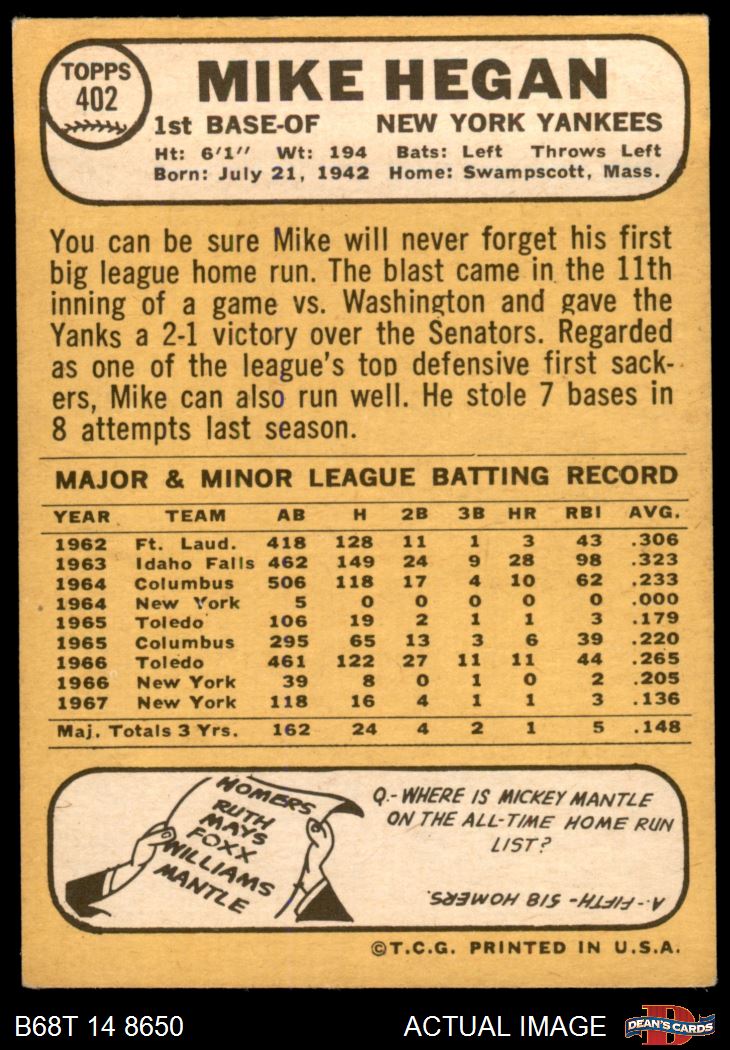 TOPPS
402
MIKE HEGAN
1st BASE-OF NEW YORK YANKEES
Ht: 6'1" Wt: 194 Bats: Left Throws Left
Born: July 21, 1942 Home: Swampscott, Mass.
You can be sure Mike will never forget his first
big league home run. The blast came in the 11th
inning of a game vs. Washington and gave the
Yanks a 2-1 victory over the Senators. Regarded
as one of the league's top defensive first sack-
ers, Mike can also run well. He stole 7 bases in
8 attempts last season.
MAJOR & MINOR LEAGUE BATTING RECORD
YEAR TEAM AB H 2B 3B HR RBI AVG.
1962 Ft. Laud. 418 128 11 1 3 43 .306
1963 Idaho Falls 462 149 24 9 28 98 .323
1964 Columbus 506 118 17 4 10 62 .233
1964 New York 5 0 0 0 0 0 .000
1965 Toledo 106 19 2 1 1 3 .179
1965 Columbus 295 65 13 3 6 39 .220
1966 Toledo 461 122 27 11 11 44 .265
1966 New York 39 8 0 1 0 2 .205
1967 New York 118 16 4 1 1 3 .136
Maj. Totals 3 Yrs. 162 24 4 2 1 5 .148
HOMERS
RUTH
MAYS
FOXX
WILLIAMS
MANTLE
Q.- WHERE IS MICKEY MANTLE
ON THE ALL-TIME HOME RUN
LIST?
A.- FIFTH - 518 HOMERS.
©T.C.G. PRINTED IN U.S.A.
B68T 14 8650 ACTUAL IMAGE
D
DEAN'S CARDS